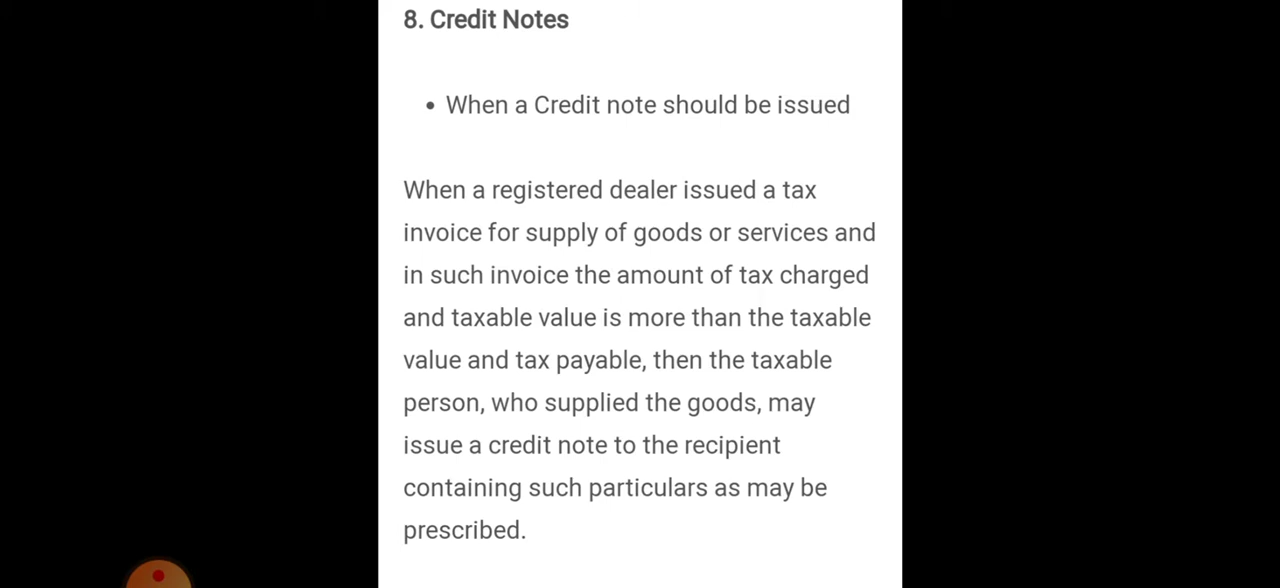 8. Credit Notes
• When a Credit note should be issued
When a registered dealer issued a tax
invoice for supply of goods or services and
in such invoice the amount of tax charged
and taxable value is more than the taxable
value and tax payable, then the taxable
person, who supplied the goods, may
issue a credit note to the recipient
containing such particulars as may be
prescribed.